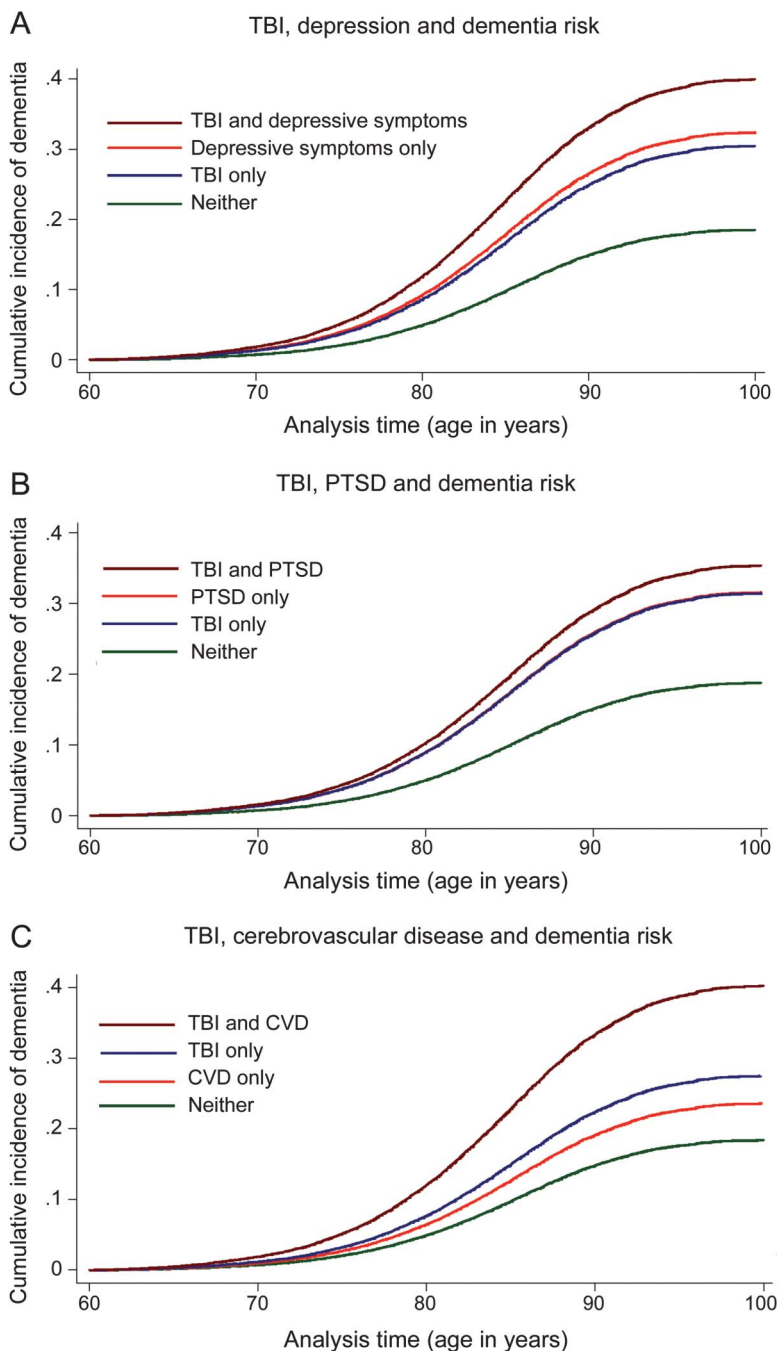 A
TBI, depression and dementia risk
Cumulative incidence of dementia
.4
.3
.2
.1
0
TBI and depressive symptoms
Depressive symptoms only
TBI only
Neither
60 70 80 90 100
Analysis time (age in years)
B
TBI, PTSD and dementia risk
Cumulative incidence of dementia
.4
.3
.2
.1
0
TBI and PTSD
PTSD only
TBI only
Neither
60 70 80 90 100
Analysis time (age in years)
C
TBI, cerebrovascular disease and dementia risk
Cumulative incidence of dementia
.4
.3
.2
.1
0
TBI and CVD
TBI only
CVD only
Neither
60 70 80 90 100
Analysis time (age in years)